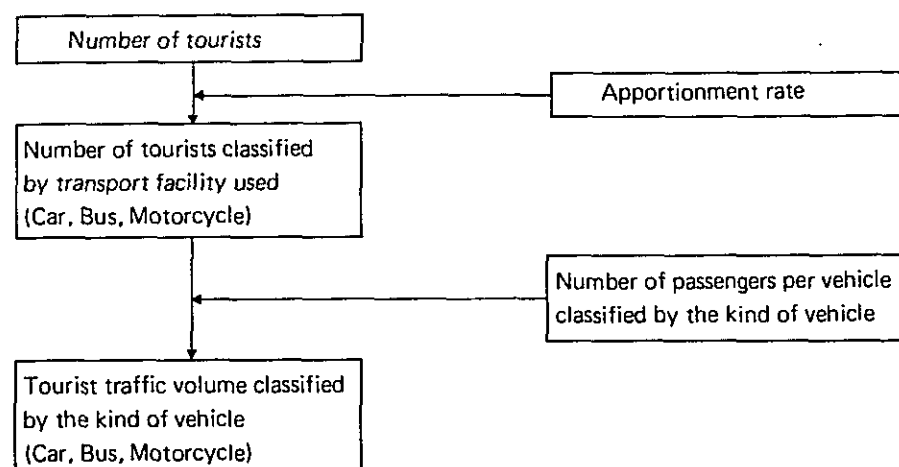 Number of tourists
Apportionment rate
Number of tourists classified
by transport facility used
(Car, Bus, Motorcycle)
Number of passengers per vehicle
classified by the kind of vehicle
Tourist traffic volume classified
by the kind of vehicle
(Car, Bus, Motorcycle)